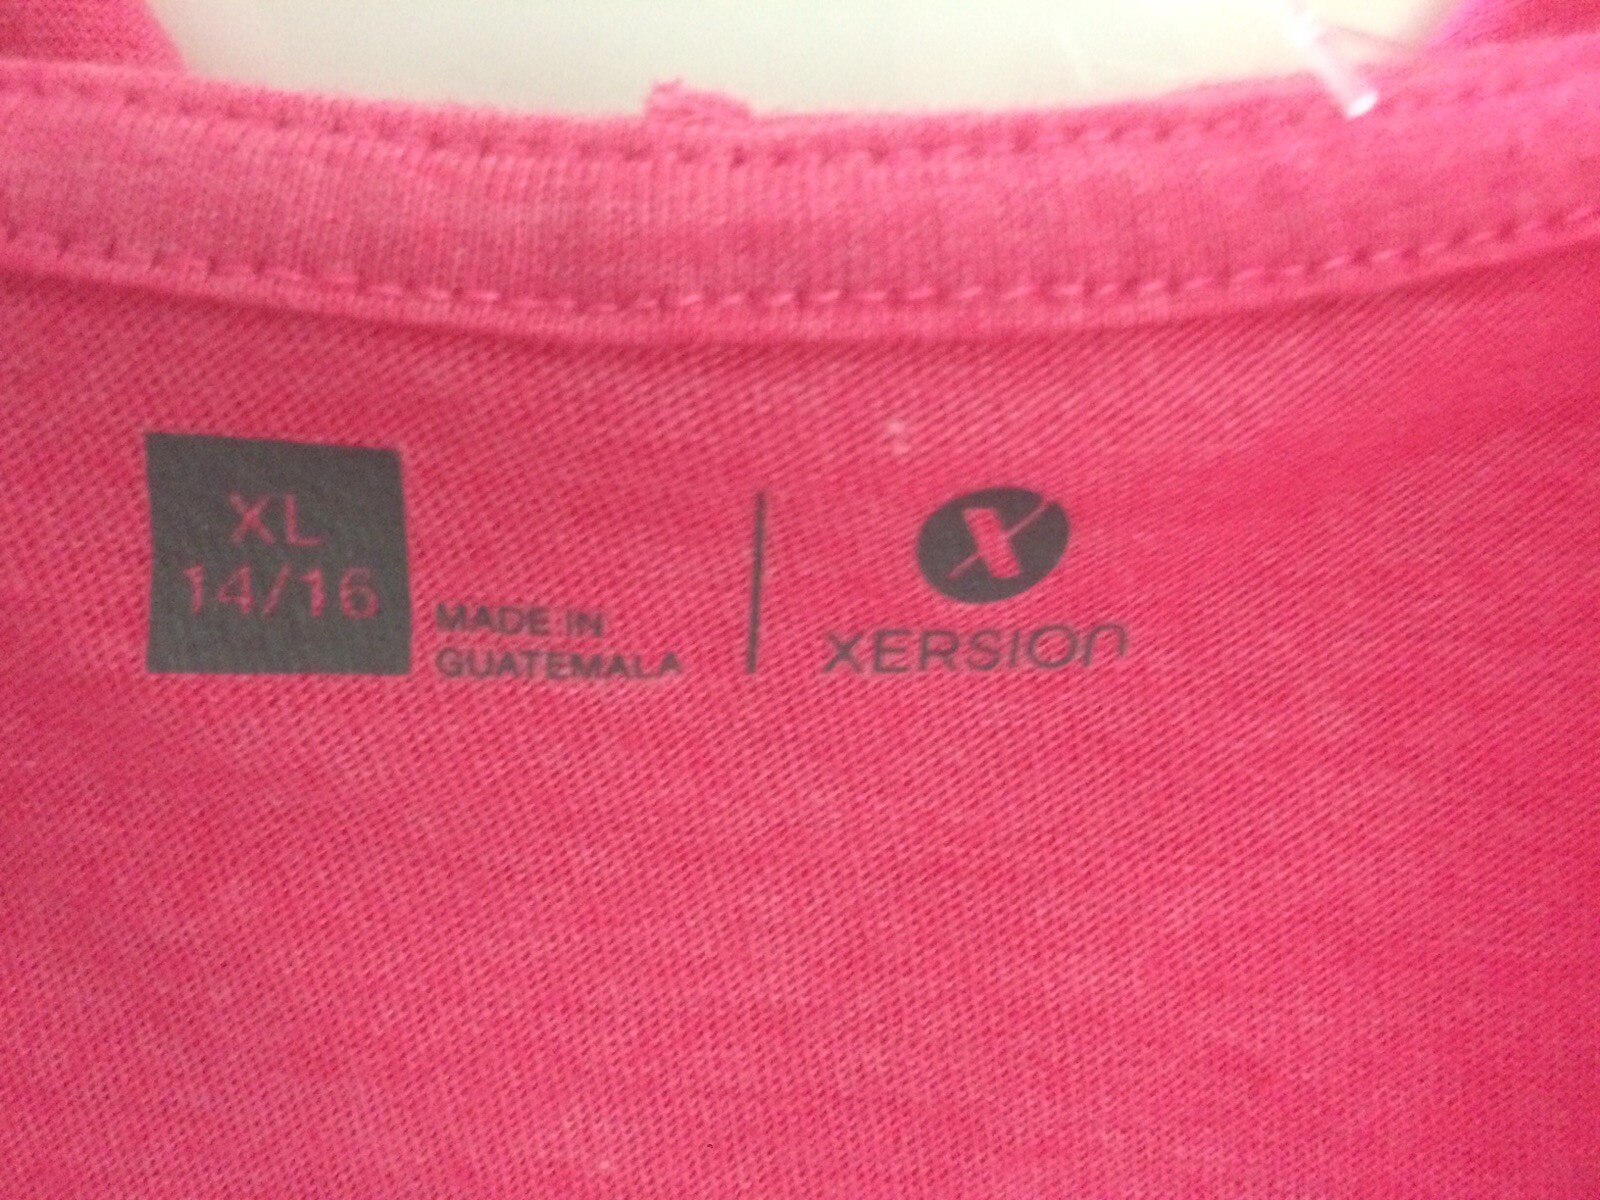 XL
14/16
MADE IN
GUATEMALA
X
XERSION